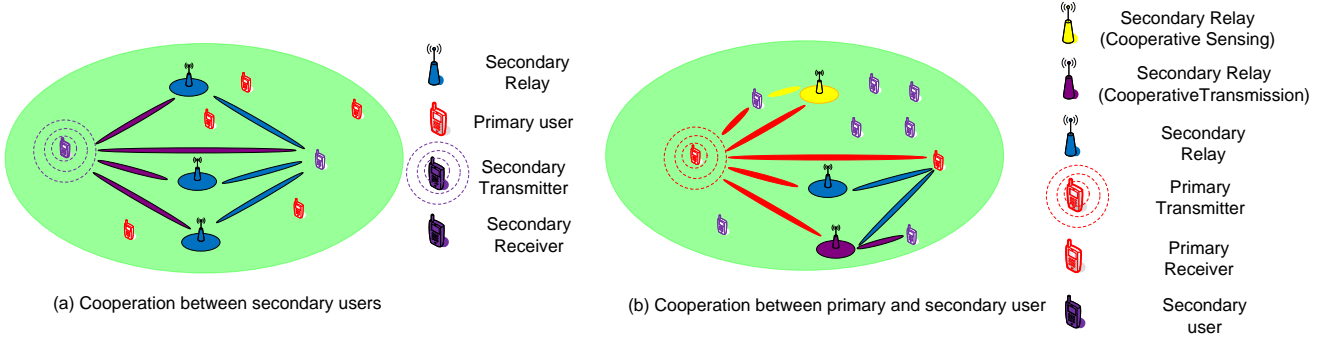 Secondary
Relay
Primary user
Secondary
Transmitter
Secondary
Receiver
(a) Cooperation between secondary users
Secondary Relay
(Cooperative Sensing)
Secondary Relay
(CooperativeTransmission)
Secondary
Relay
Primary
Transmitter
Primary
Receiver
Secondary
user
(b) Cooperation between primary and secondary user